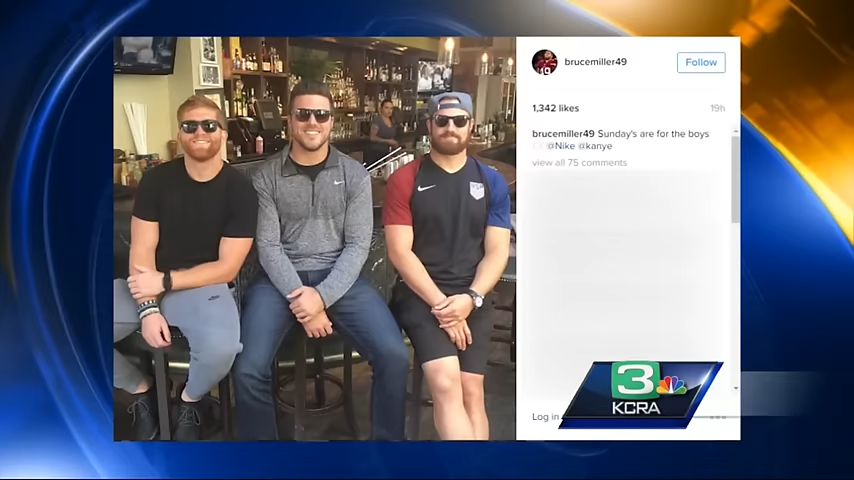 brucemiller49
Follow
1,342 likes
19h
brucemiller49 Sunday's are for the boys
@Nike @kanye
view all 75 comments
Log in
3
KCRA